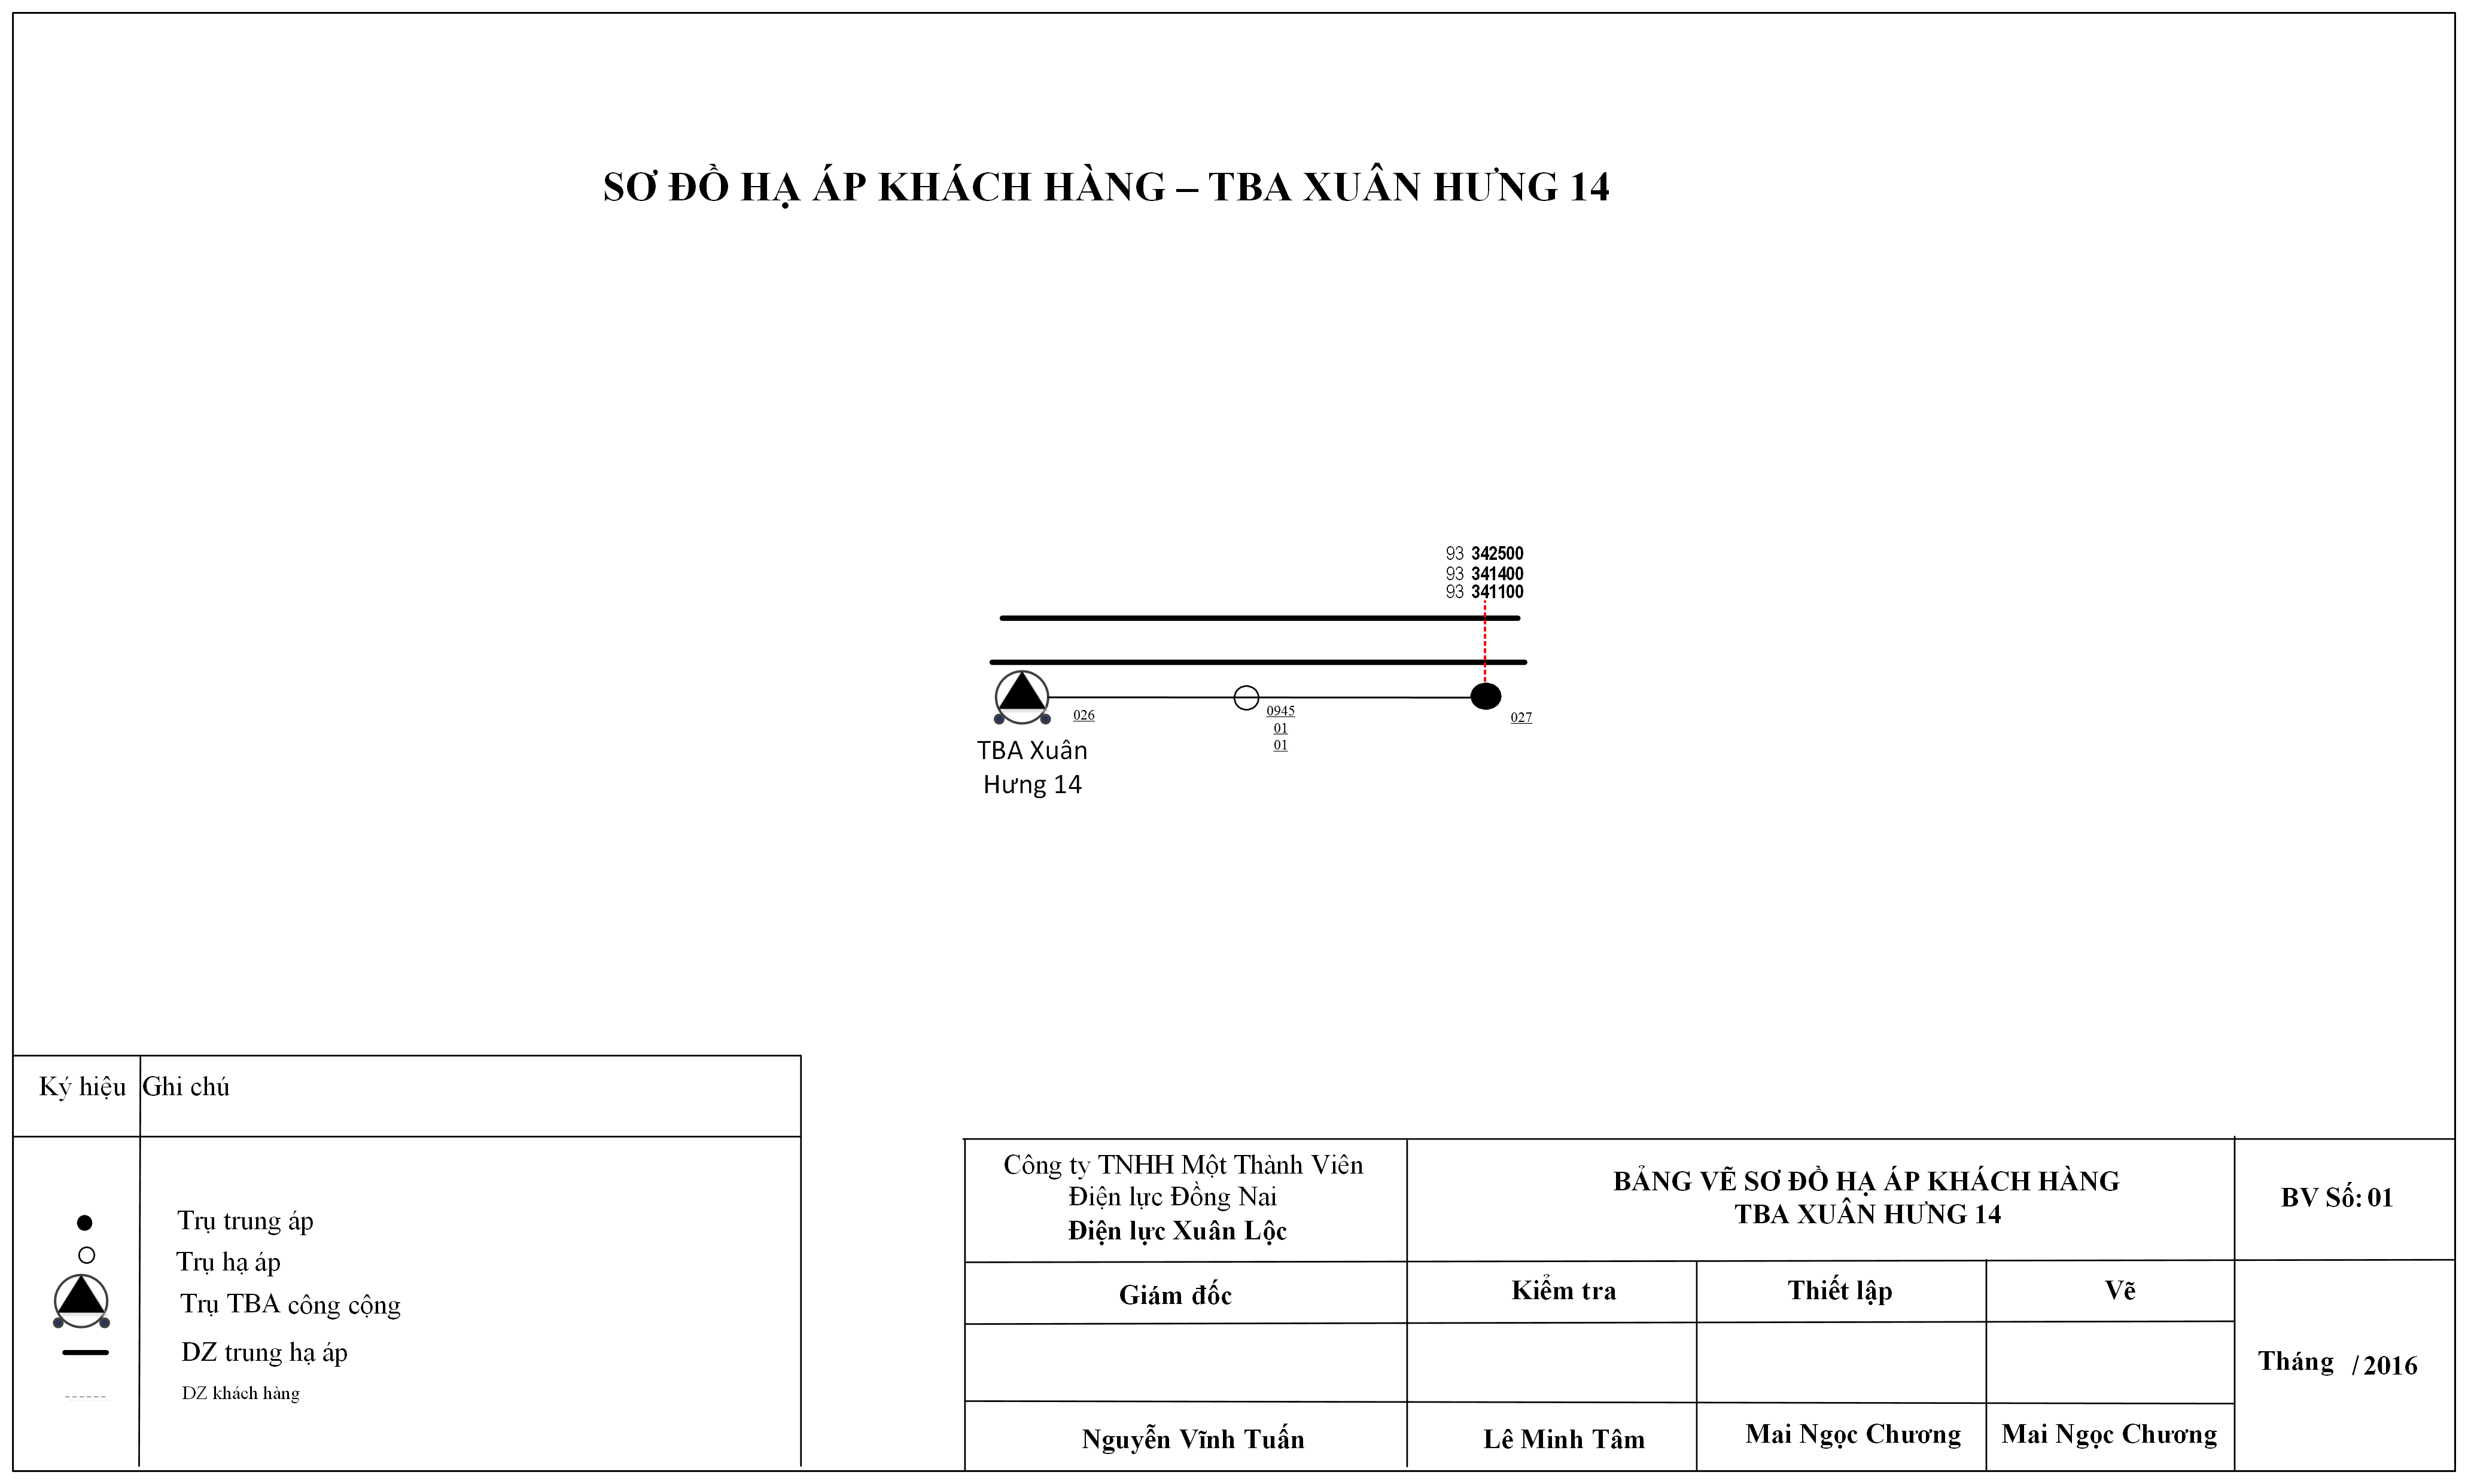 SƠ ĐỒ HẠ ÁP KHÁCH HÀNG – TBA XUÂN HƯNG 14
93 342500
93 341400
93 341100
026
0945
01
01
027
TBA Xuân
Hưng 14
Ký hiệu Ghi chú
Trụ trung áp
Trụ hạ áp
Trụ TBA công cộng
DZ trung hạ áp
DZ khách hàng
Công ty TNHH Một Thành Viên
Điện lực Đồng Nai
Điện lực Xuân Lộc
BẢNG VẼ SƠ ĐỒ HẠ ÁP KHÁCH HÀNG
TBA XUÂN HƯNG 14
BV Số: 01
Giám đốc Kiểm tra Thiết lập Vẽ
Tháng / 2016
Nguyễn Vĩnh Tuấn Lê Minh Tâm Mai Ngọc Chương Mai Ngọc Chương